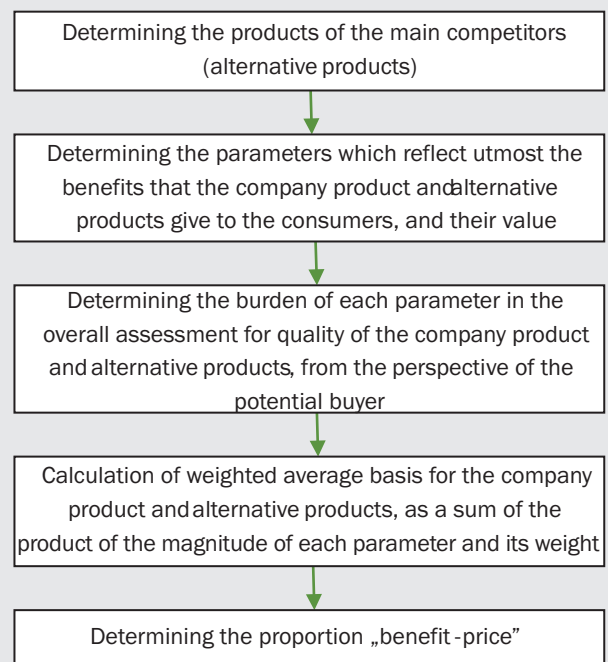 Determining the products of the main competitors
(alternative products)
Determining the parameters which reflect utmost the
benefits that the company product andalternative
products give to the consumers, and their value
Determining the burden of each parameter in the
overall assessment for quality of the company product
and alternative products, from the perspective of the
potential buyer
Calculation of weighted average basis for the company
product and alternative products, as a sum of the
product of the magnitude of each parameter and its weight
Determining the proportion „benefit - price”